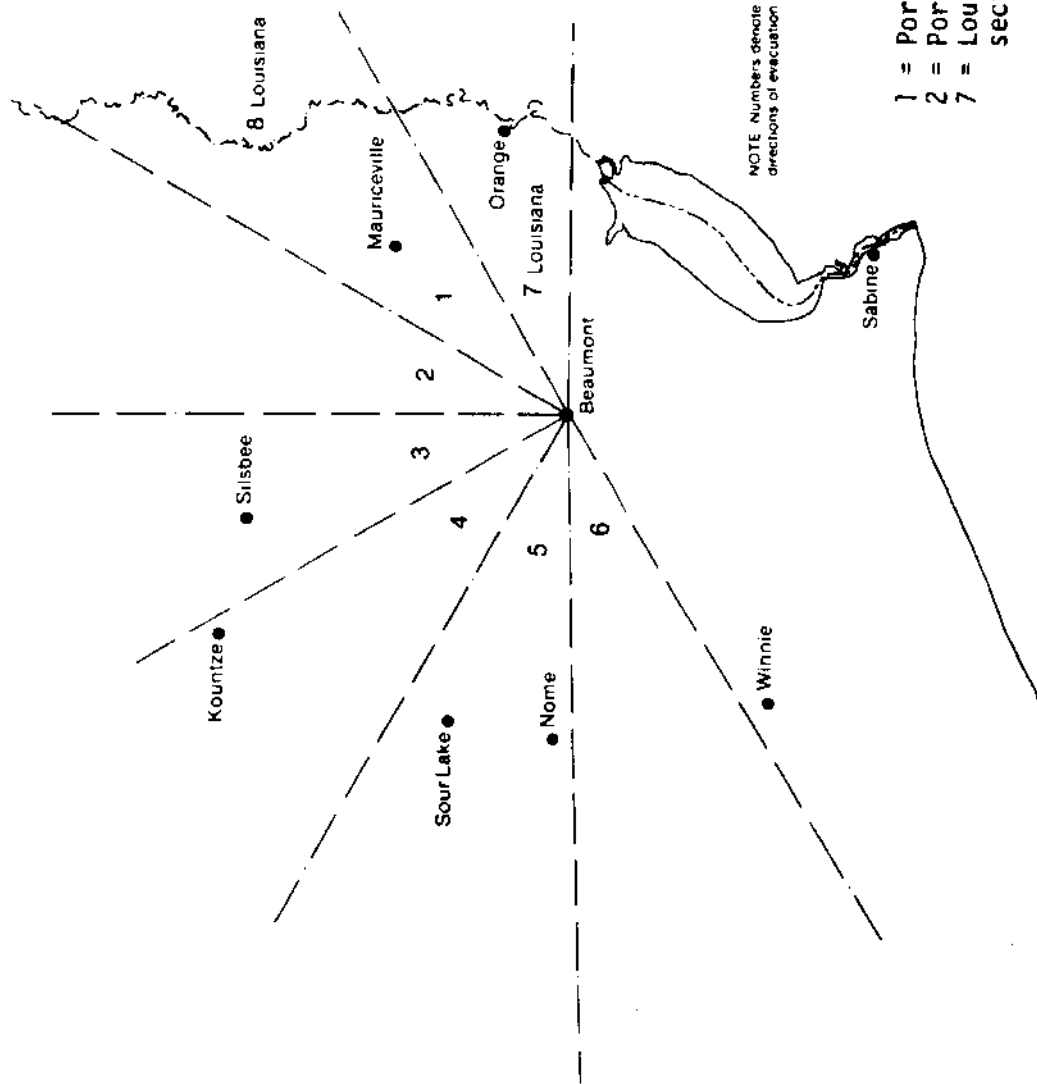 8 Louisiana
Mauriceville
Orange
7 Louisiana
1
2
3
4
5
6
Silsbee
Kountze
Sour Lake
Nome
Beaumont
Winnie
Sabine
NOTE Numbers denote
directions of evacuation
1 = Por
2 = Por
7 = Lou
sec